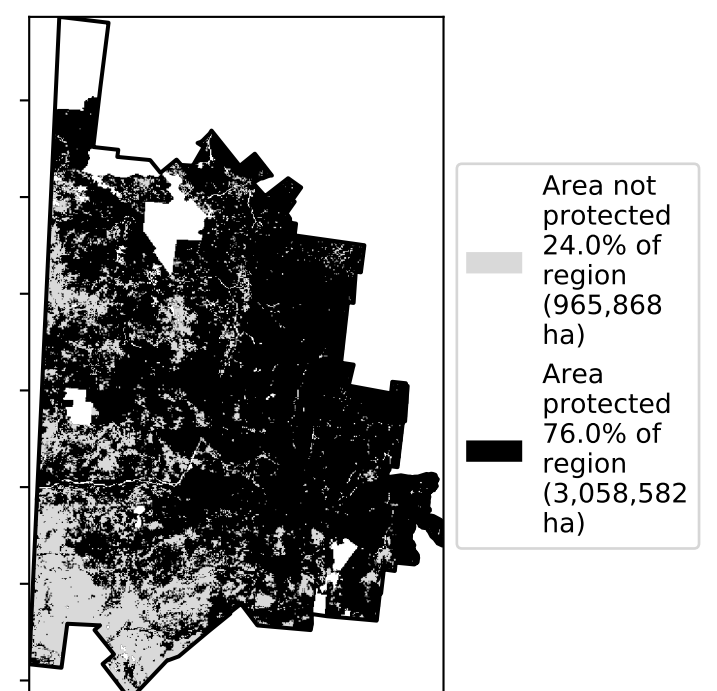 Area not
protected
24.0% of
region
(965,868
ha)
Area
protected
76.0% of
region
(3,058,582
ha)